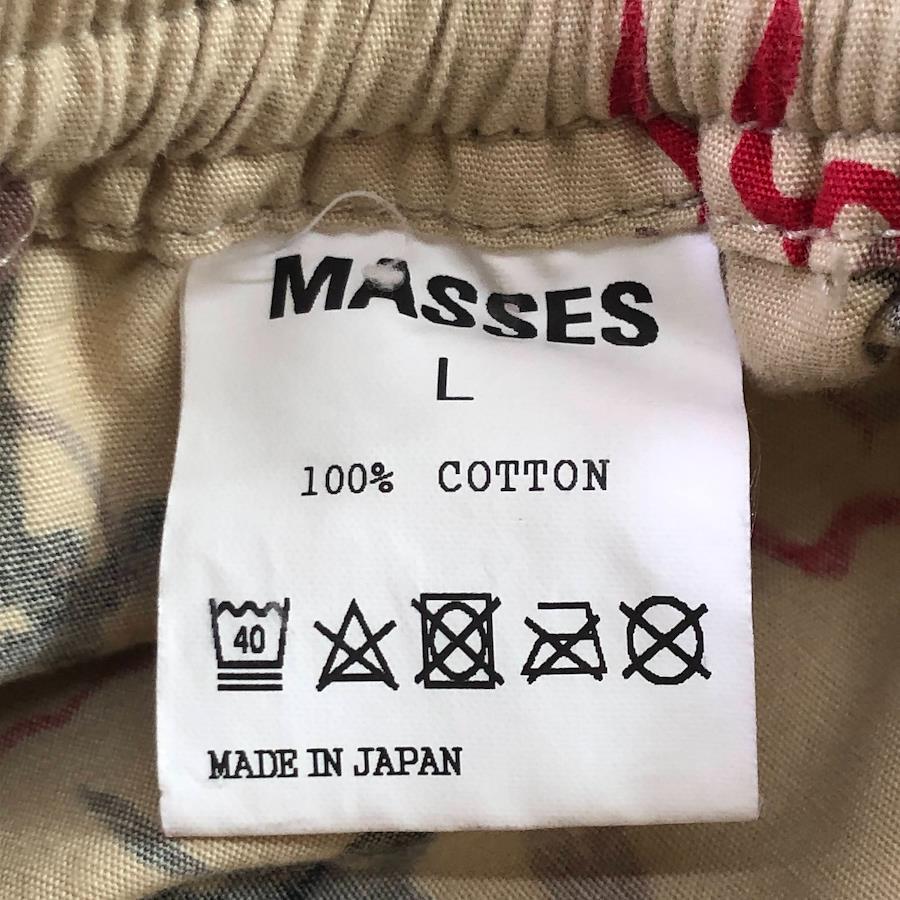 MASSES
L
100% COTTON
40
MADE IN JAPAN